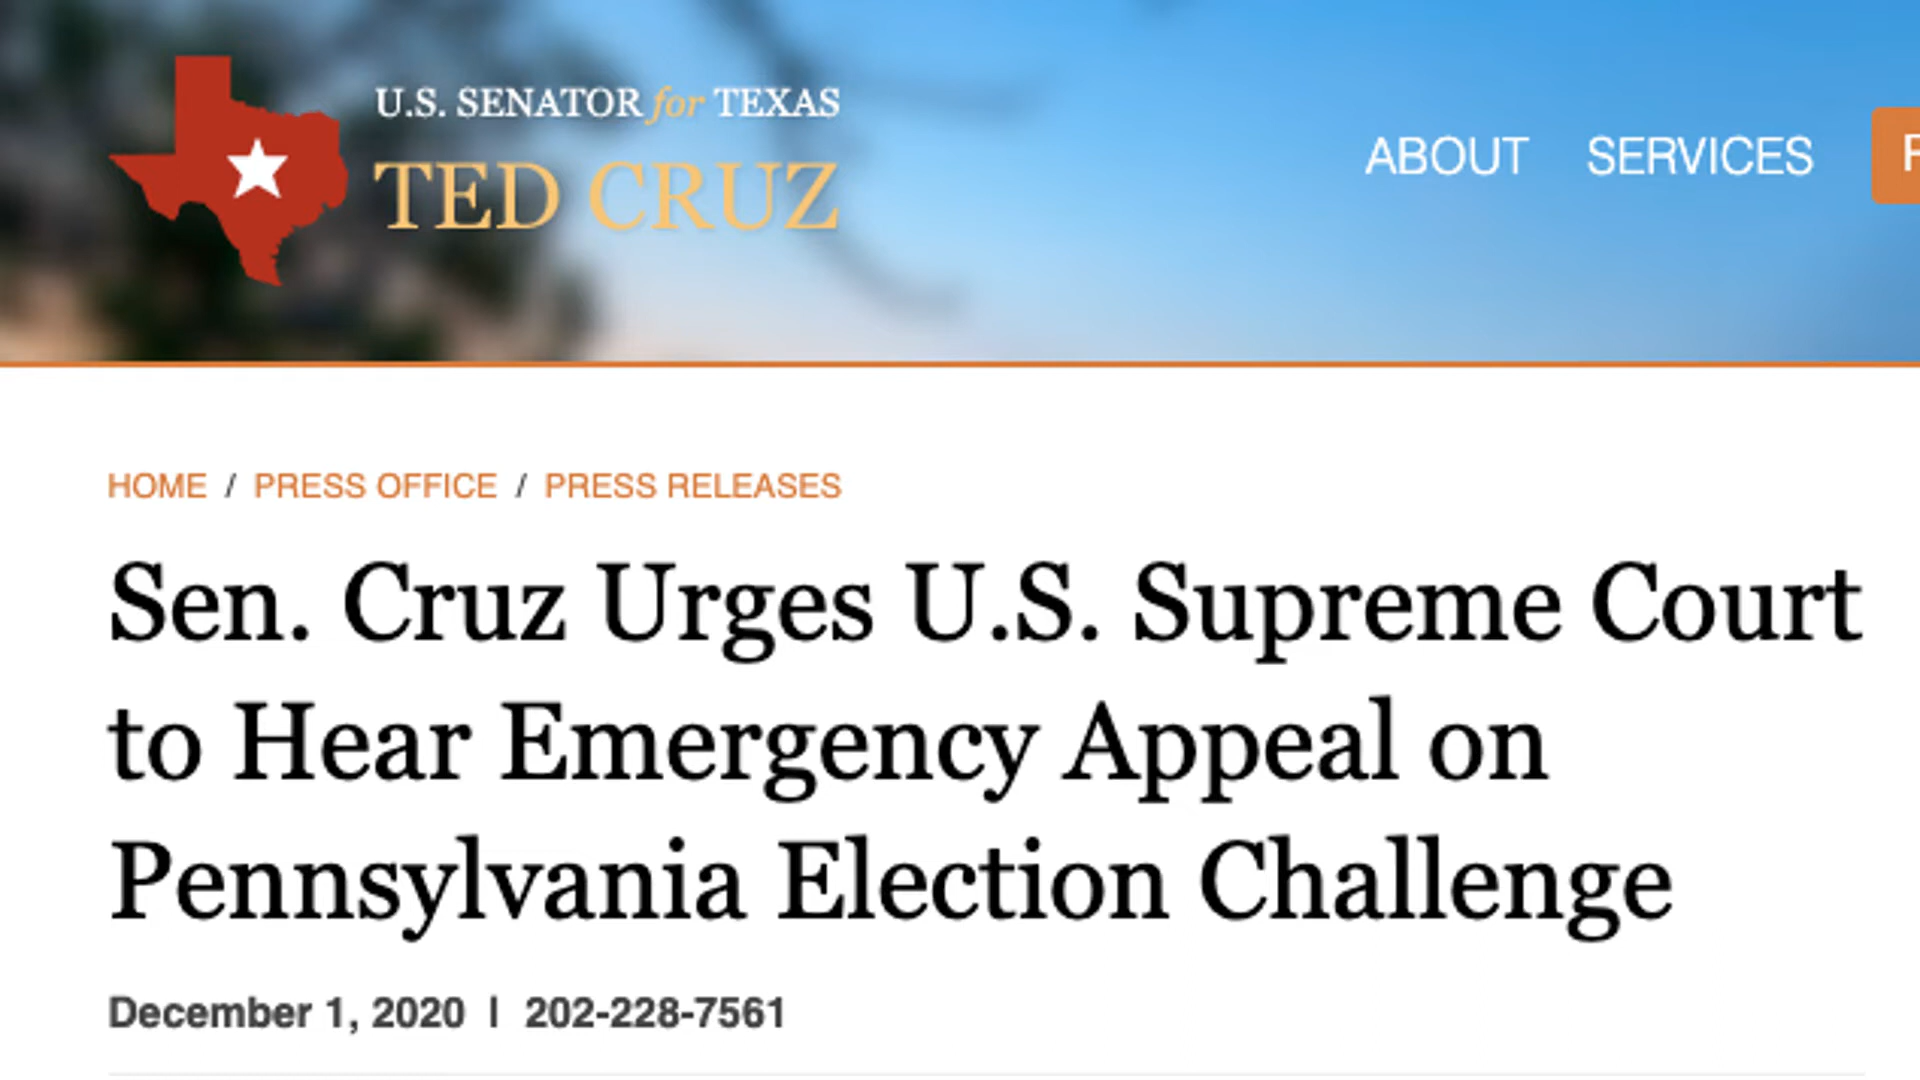 U.S. SENATOR for TEXAS
TED CRUZ
ABOUT SERVICES
HOME / PRESS OFFICE / PRESS RELEASES
Sen. Cruz Urges U.S. Supreme Court
to Hear Emergency Appeal on
Pennsylvania Election Challenge
December 1, 2020 | 202-228-7561